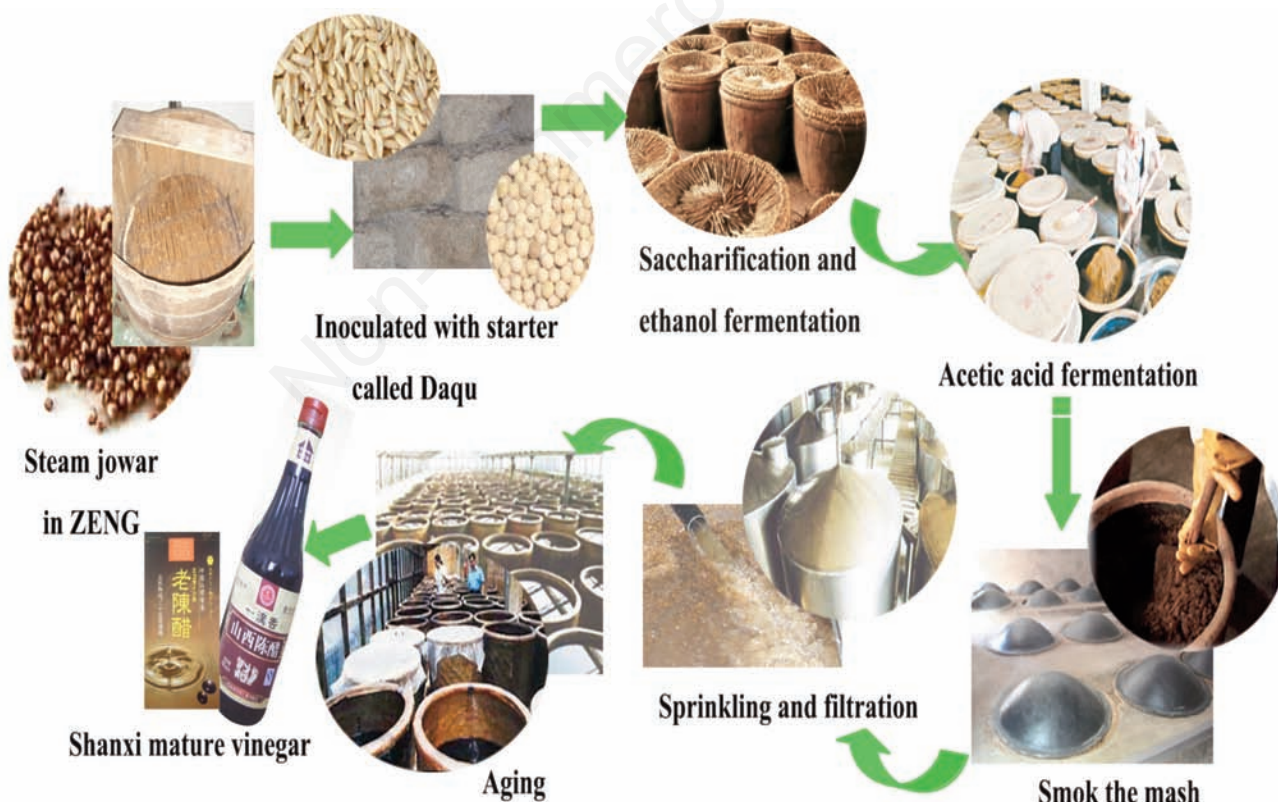 Steam jowar
in ZENG
Inoculated with starter
called Daqu
Saccharification and
ethanol fermentation
Acetic acid fermentation
Smok the mash
Sprinkling and filtration
Aging
Shanxi mature vinegar
老陳醋
山西陈醋